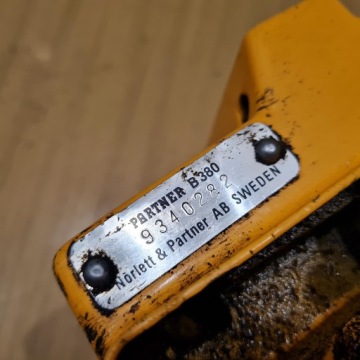 PARTNER B380
9340282
Norlett & Partner AB SWEDEN